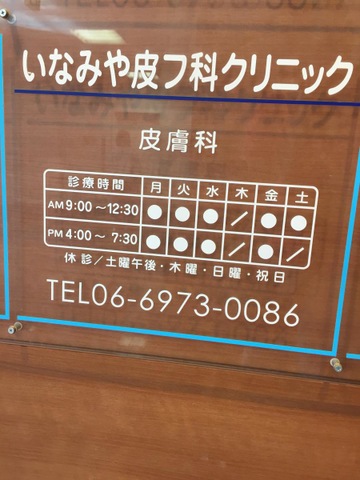 いなみや皮フ科クリニック
皮膚科
診療時間 月 火 水 木 金 土
AM 9:00～12:30 ● ● ● ／ ● ●
PM 4:00～7:30 ● ● ● ／ ● ／
休診／土曜午後・木曜・日曜・祝日
TEL06-6973-0086